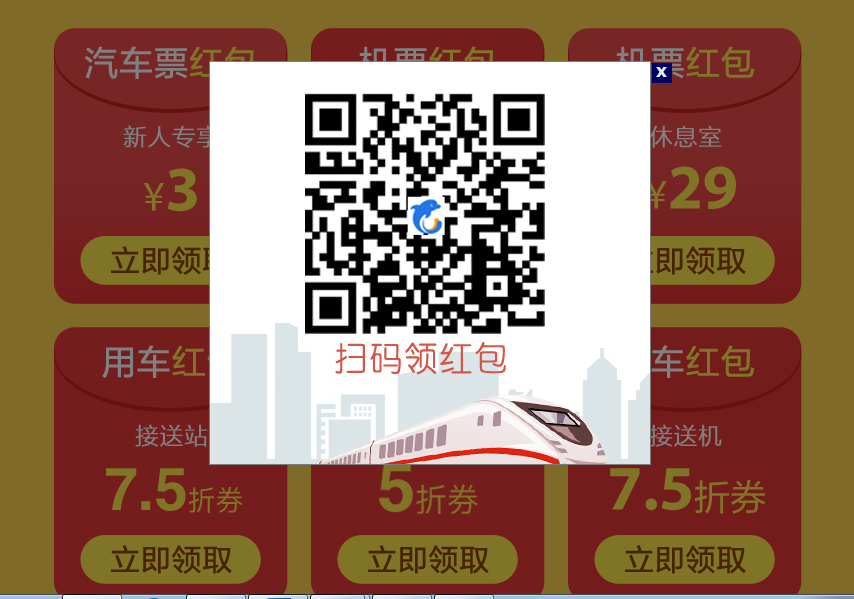 汽车票红包
机票红包
机票红包
新人专享
休息室
¥3
¥29
立即领取
立即领取
扫码领红包
用车红包
车红包
接送站
接送机
7.5折券
5折券
7.5折券
立即领取
立即领取
立即领取
X